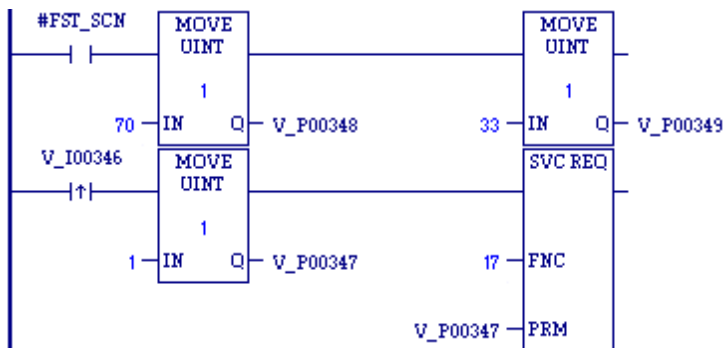 #FST_SCN MOVE UINT MOVE UINT
1 1
70 IN Q V_P00348 33 IN Q V_P00349
V_I00346 MOVE UINT SVC REQ
1
1 IN Q V_P00347 17 FNC
V_P00347 PRM